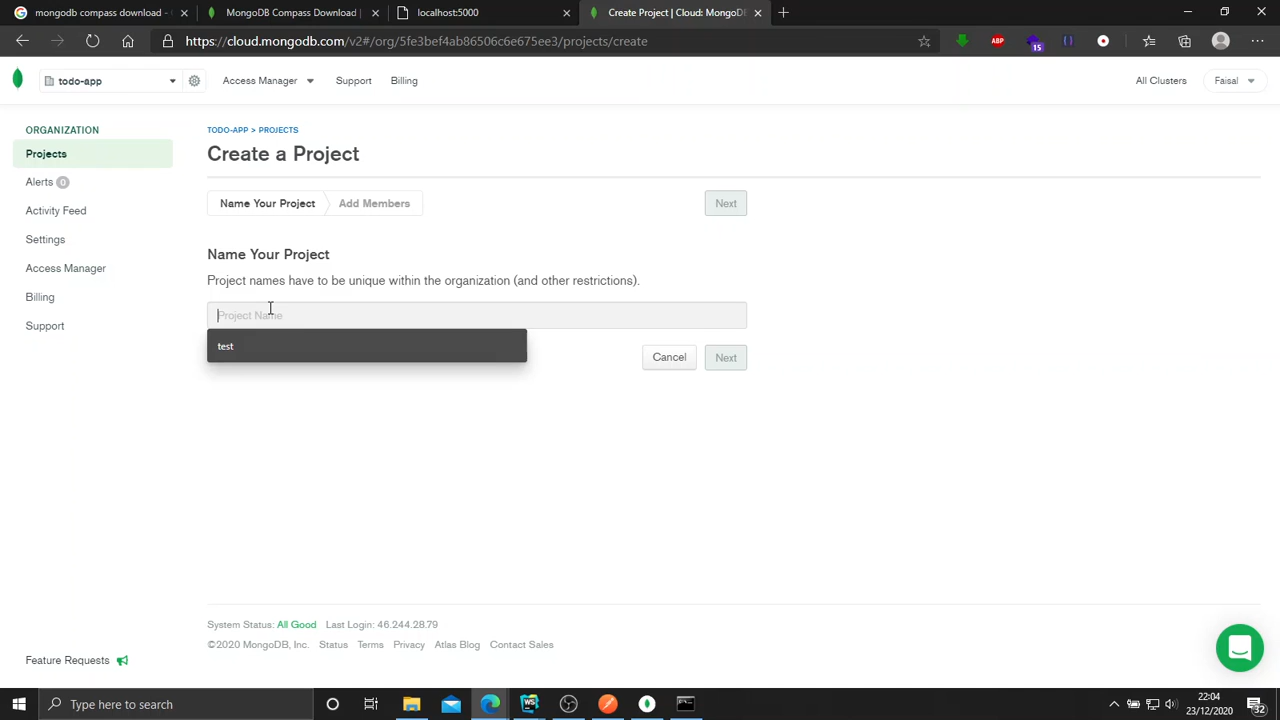 mongodb compass download - G
MongoDB Compass Download |
localhost:5000
Create Project | Cloud: MongoDB
https://cloud.mongodb.com/v2#/org/5fe3bef4ab86506c6e675ee3/projects/create
ABP
15
todo-app
Access Manager
Support
Billing
All Clusters
Faisal
ORGANIZATION
Projects
Alerts 0
Activity Feed
Settings
Access Manager
Billing
Support
TODO-APP > PROJECTS
Create a Project
Name Your Project
Add Members
Next
Name Your Project
Project names have to be unique within the organization (and other restrictions).
Project Name
test
Cancel
Next
System Status: All Good Last Login: 46.244.28.79
©2020 MongoDB, Inc. Status Terms Privacy Atlas Blog Contact Sales
Feature Requests
Type here to search
WS
22:04
23/12/2020
32